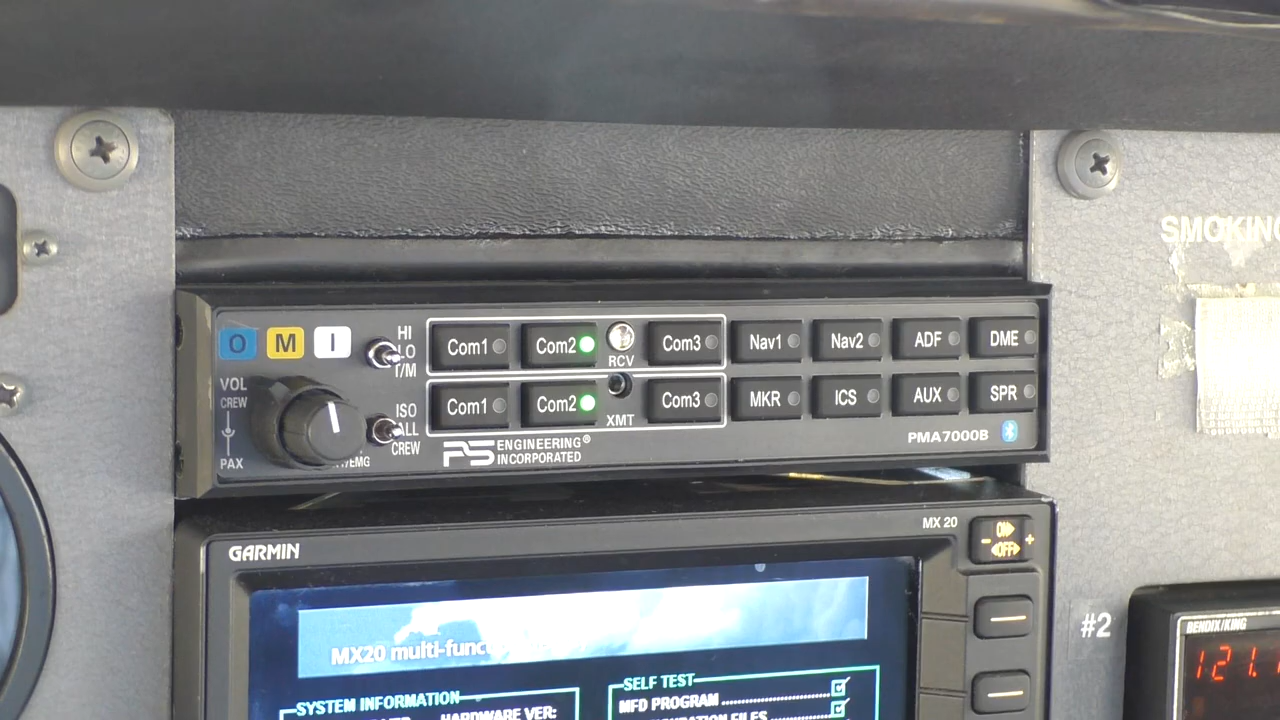 SMOKING
O M I
HI
LO
T/M
Com1 Com2 RCV Com3 Nav1 Nav2 ADF DME
VOL
CREW
PAX
ISO
ALL
CREW
Com1 Com2 XMT Com3 MKR ICS AUX SPR
PS ENGINEERING®
INCORPORATED
PMA7000B
GARMIN
MX 20
ON
- OFF +
MX20
SYSTEM INFORMATION
HARDWARE VER:
SELF TEST
MFD PROGRAM
FILES
#2
BENDIX/KING
121.